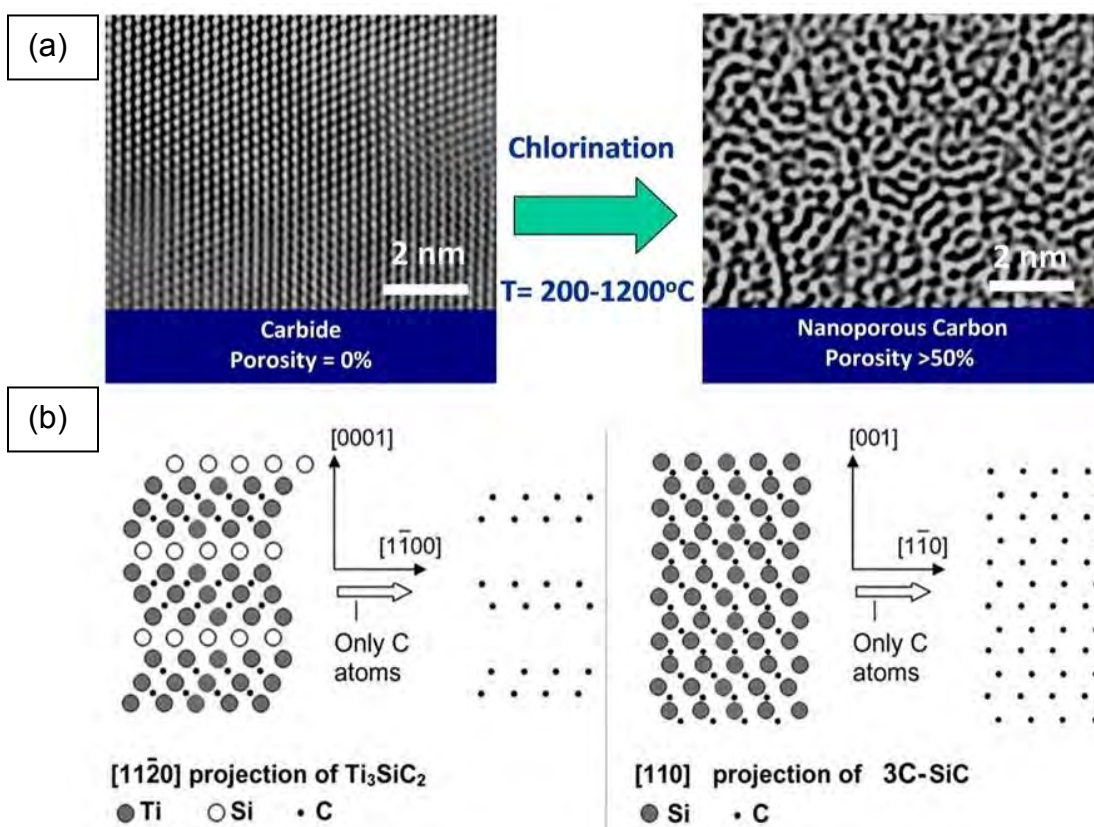 (a)
Chlorination
T= 200-1200°C
2 nm
2 nm
Carbide
Porosity = 0%
Nanoporous Carbon
Porosity >50%
(b)
[0001]
[11̅00]
Only C
atoms
[001]
[11̅0]
Only C
atoms
[112̅0] projection of Ti₃SiC₂
Ti Si C
[110] projection of 3C-SiC
Si C